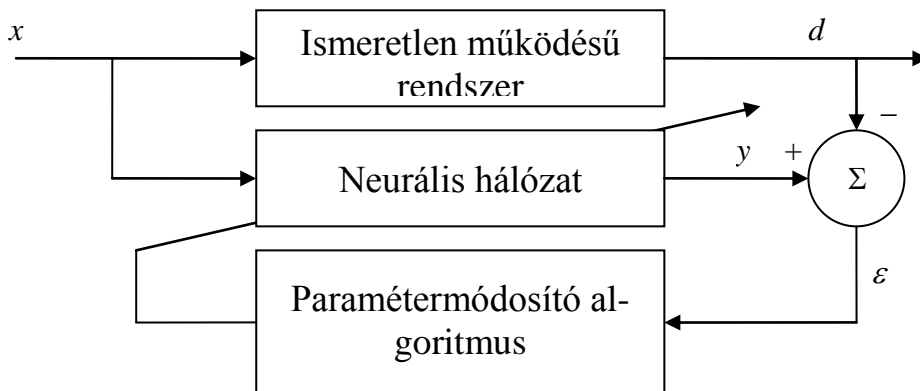 x
Ismeretlen működésű
rendszer
d
−
Neurális hálózat
y
+
Σ
ε
Paramétermódosító al-
goritmus